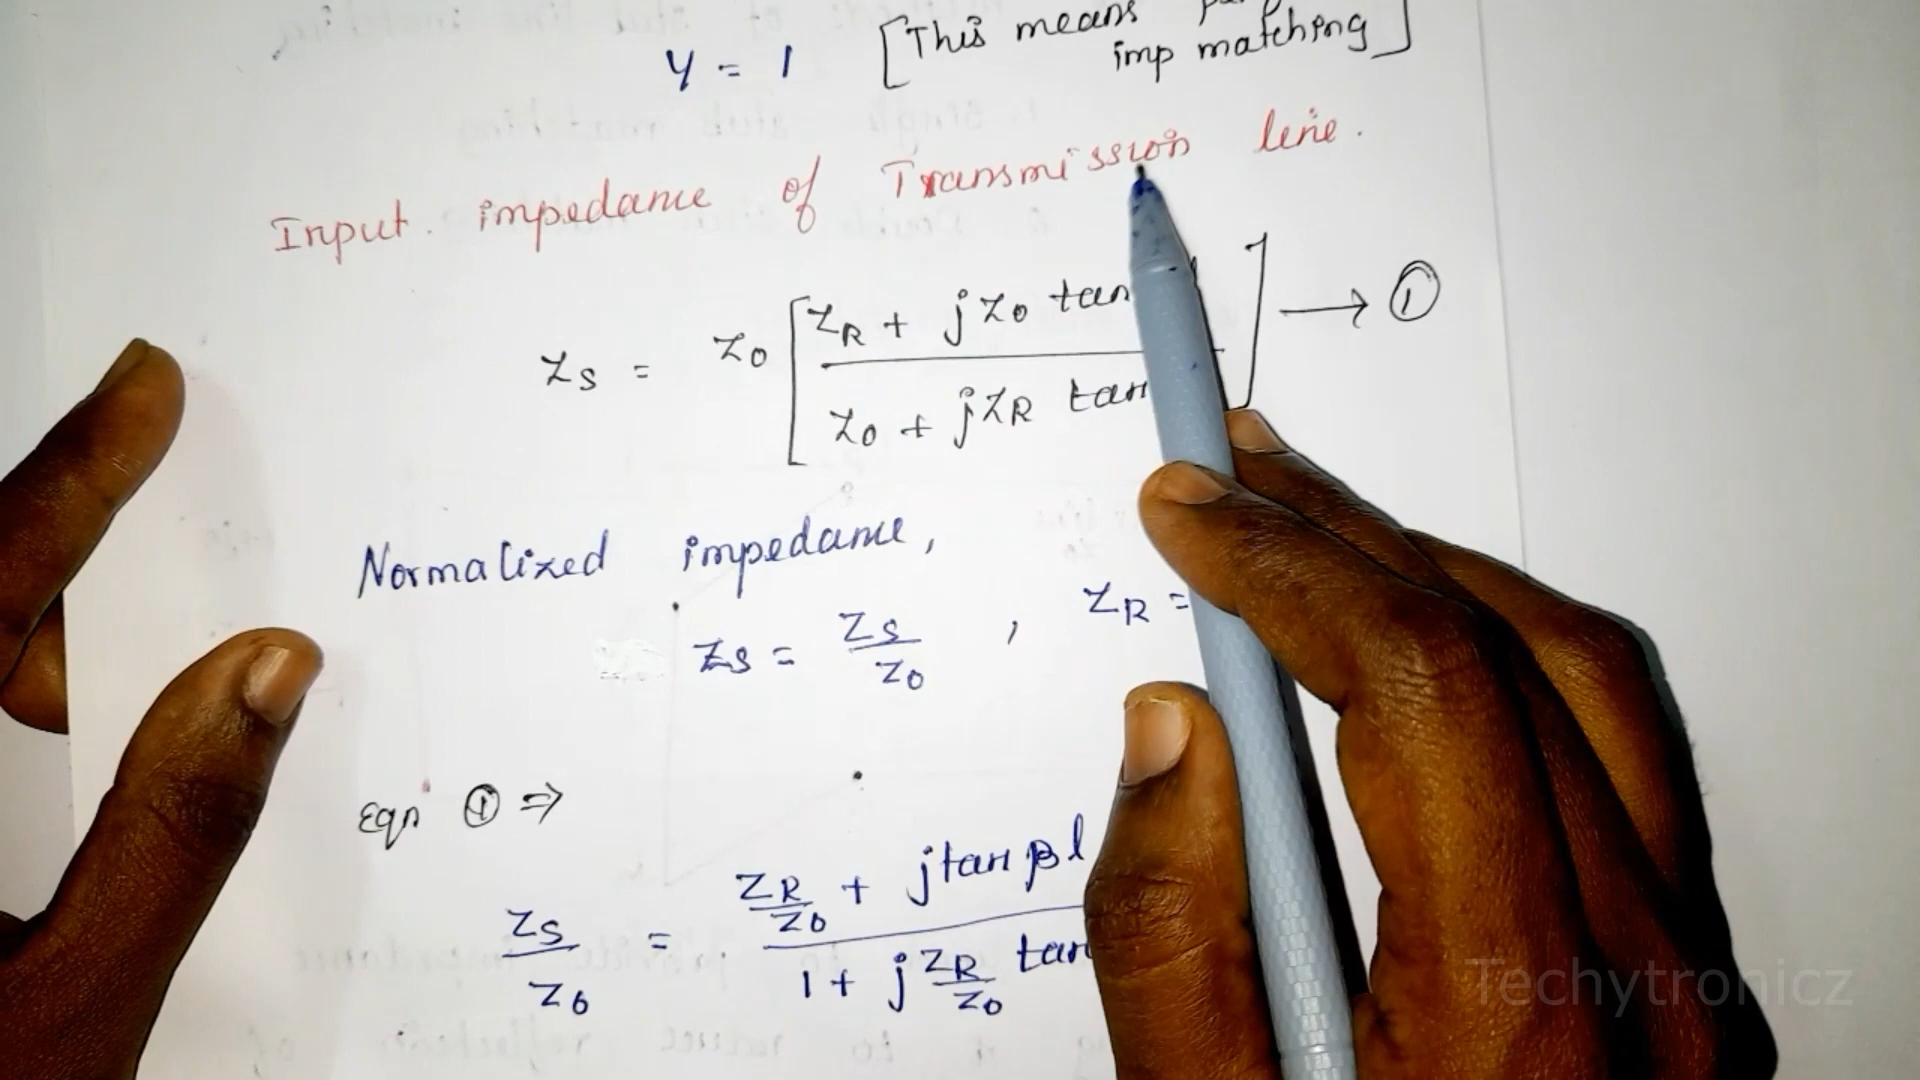 Y = 1 [This means
imp matching]
Input impedance of Transmission line.
Zs = Z0 [ZR + jZ0 tan / Z0 + jZR tan ] → ①
Normalized impedance,
Zs = Zs / Z0 , ZR =
Eqn ① ⇒
Zs / Z0 = ZR / Z0 + j tan βl / 1 + j ZR / Z0 tan
Techytronicz